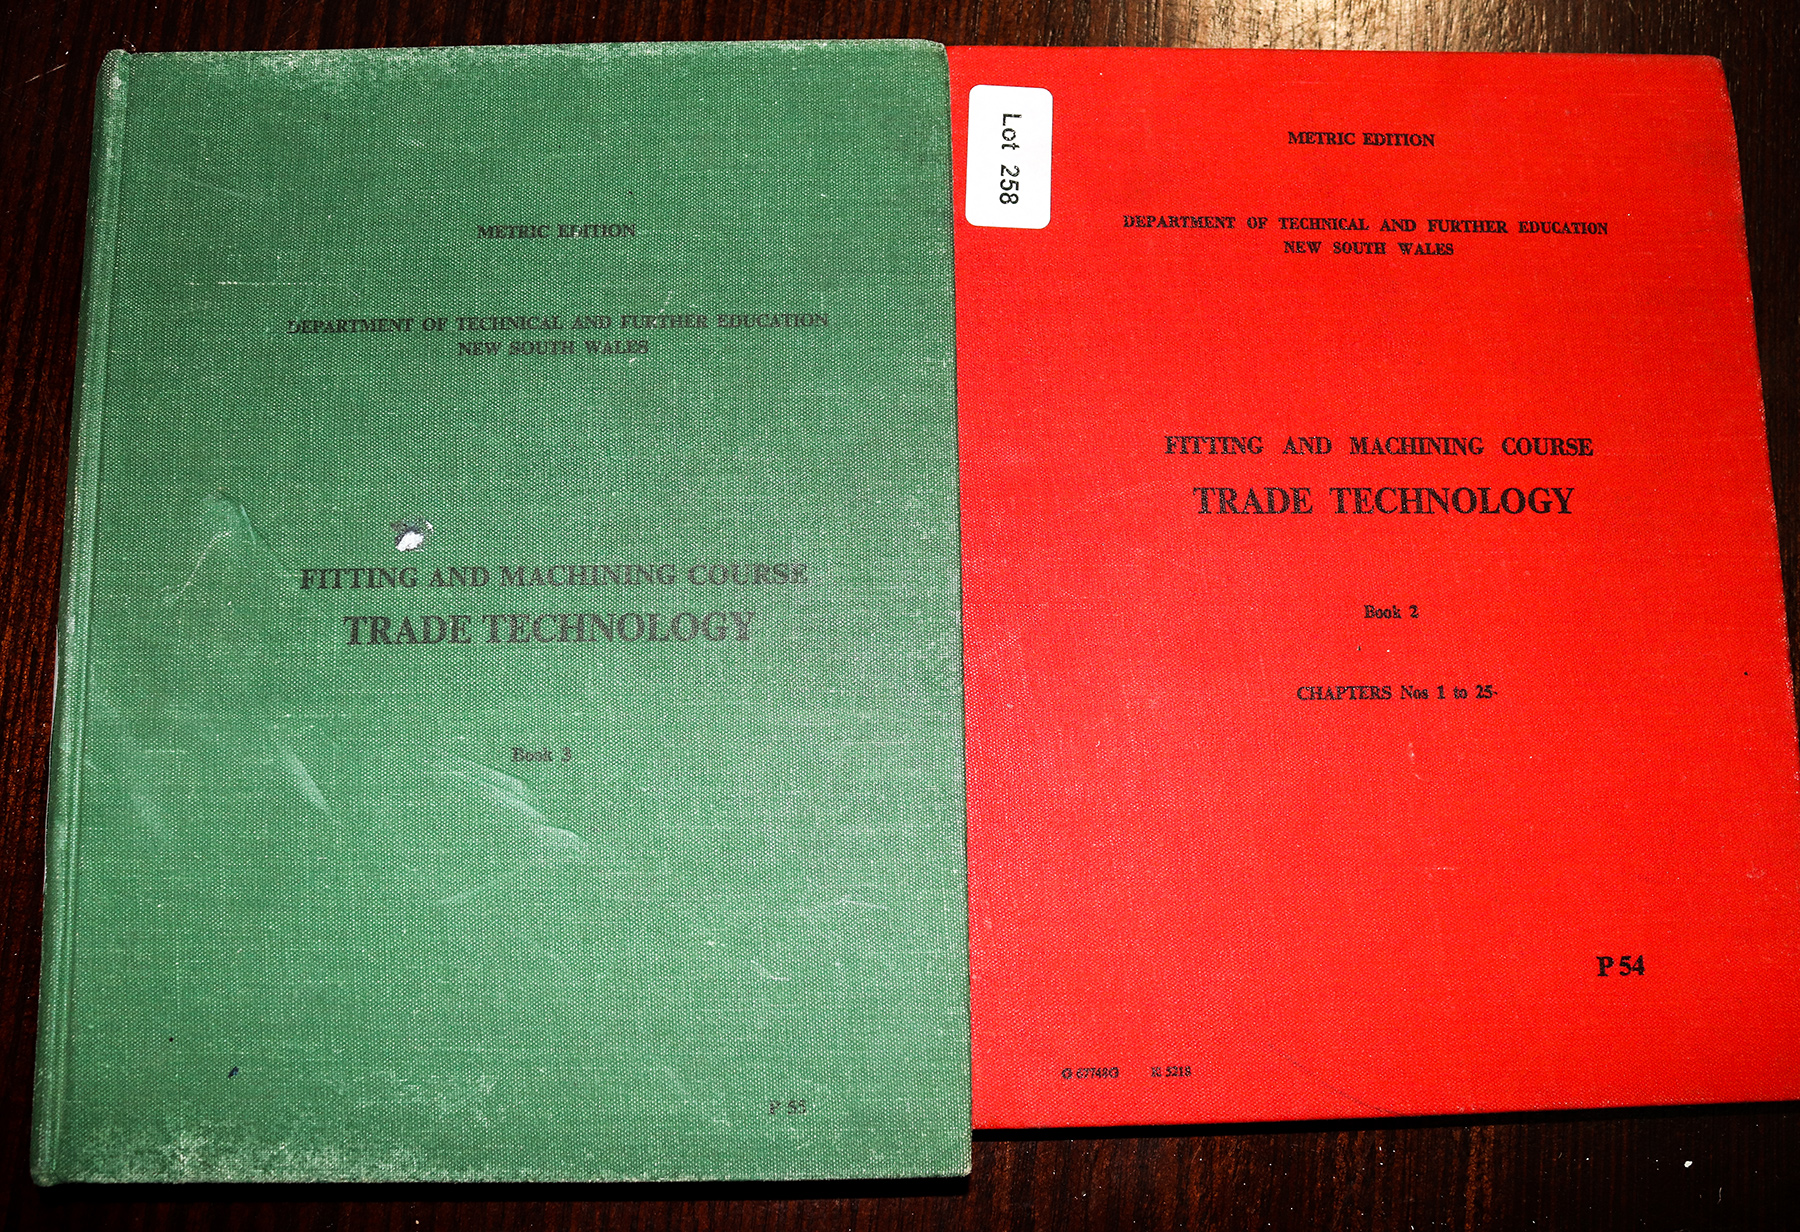 METRIC EDITION
DEPARTMENT OF TECHNICAL AND FURTHER EDUCATION
NEW SOUTH WALES
FITTING AND MACHINING COURSE
TRADE TECHNOLOGY
Book 3
P 55
Lot 258
METRIC EDITION
DEPARTMENT OF TECHNICAL AND FURTHER EDUCATION
NEW SOUTH WALES
FITTING AND MACHINING COURSE
TRADE TECHNOLOGY
Book 2
CHAPTERS Nos 1 to 25
P 54